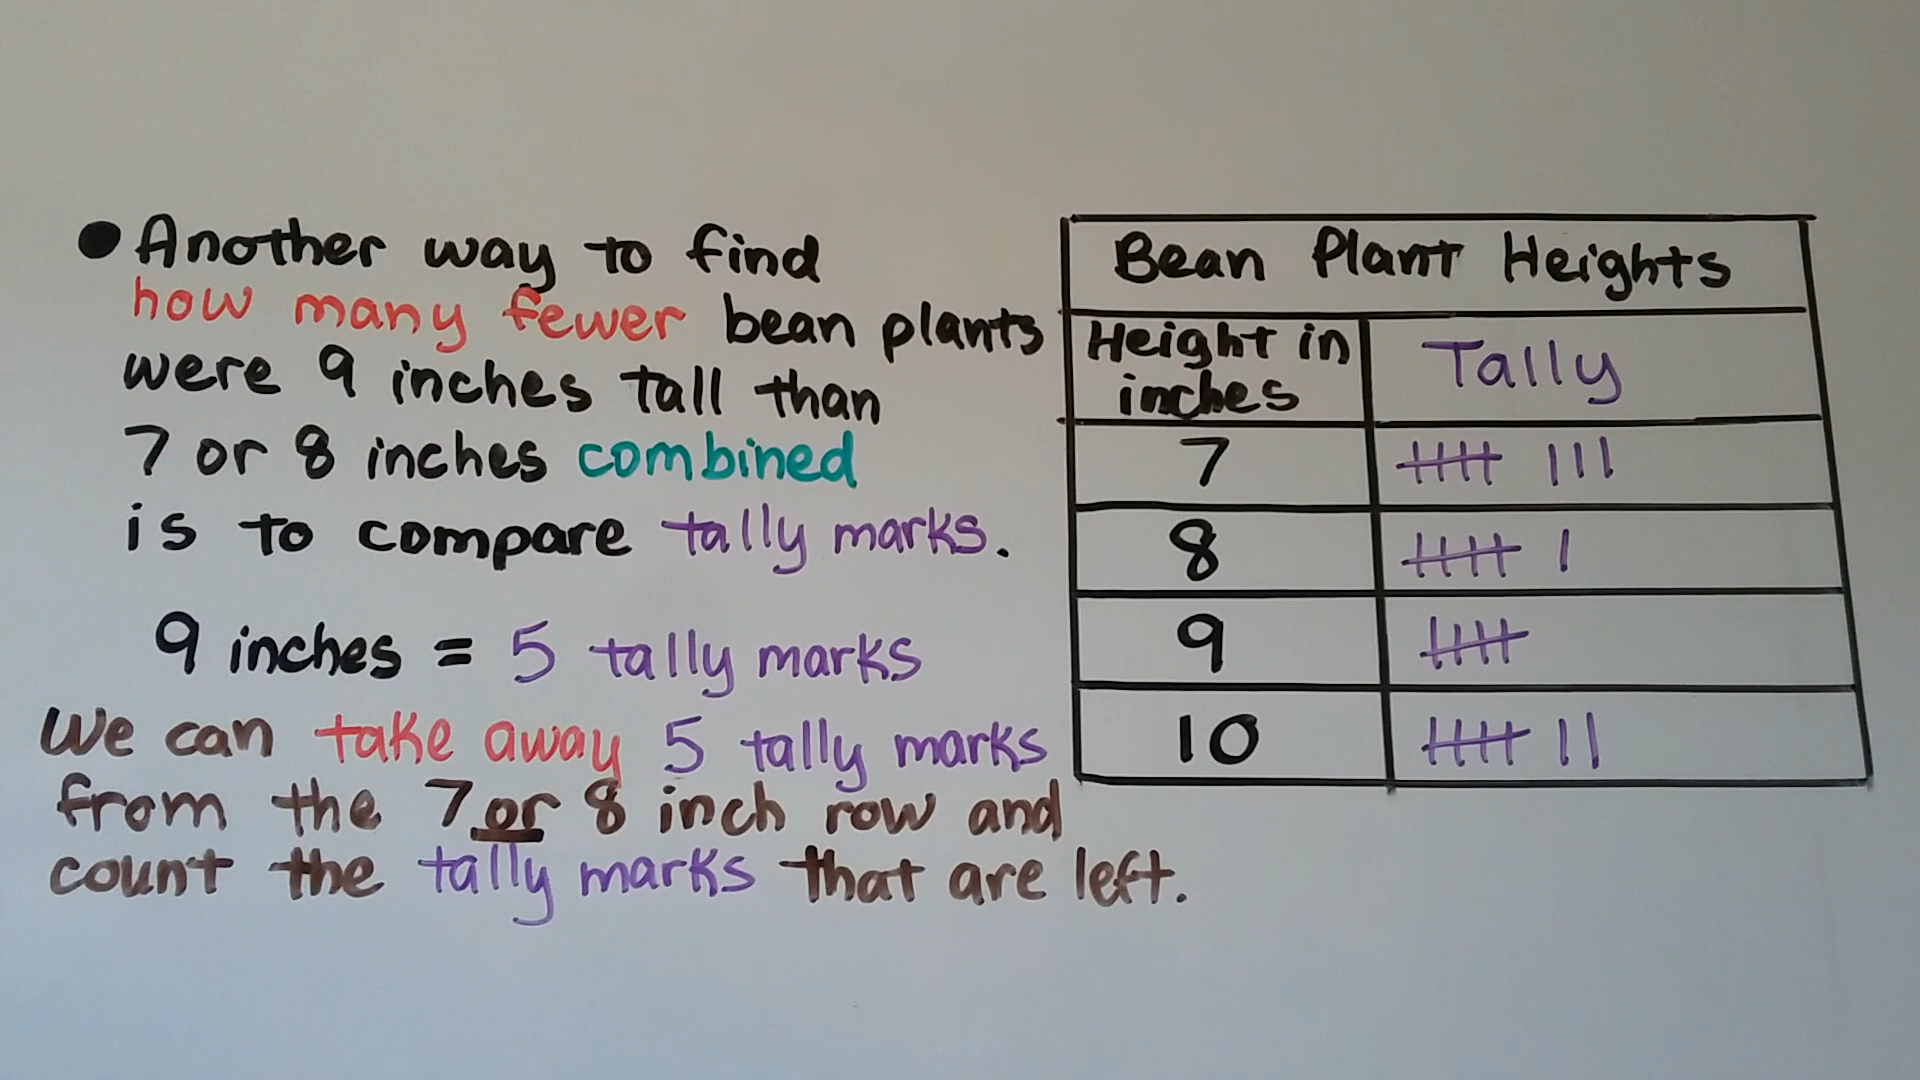 ● Another way to find
how many fewer bean plants
were 9 inches tall than
7 or 8 inches combined
is to compare tally marks.
9 inches = 5 tally marks
We can take away 5 tally marks
from the 7 or 8 inch row and
count the tally marks that are left.
Bean Plant Heights
Height in inches Tally
7 𝍸 III
8 𝍸 I
9 𝍸
10 𝍸 II